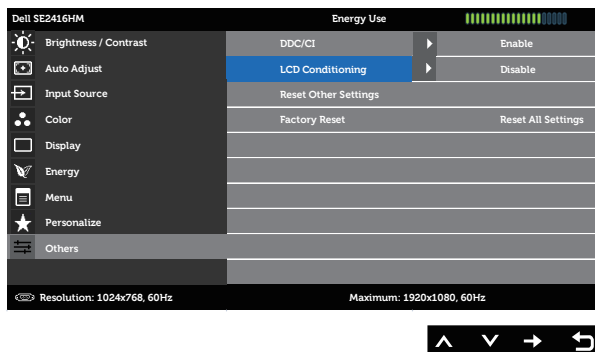 Dell SE2416HM Energy Use
Brightness / Contrast DDC/CI Enable
Auto Adjust LCD Conditioning Disable
Input Source Reset Other Settings
Color Factory Reset Reset All Settings
Display
Energy
Menu
Personalize
Others
Resolution: 1024x768, 60Hz Maximum: 1920x1080, 60Hz